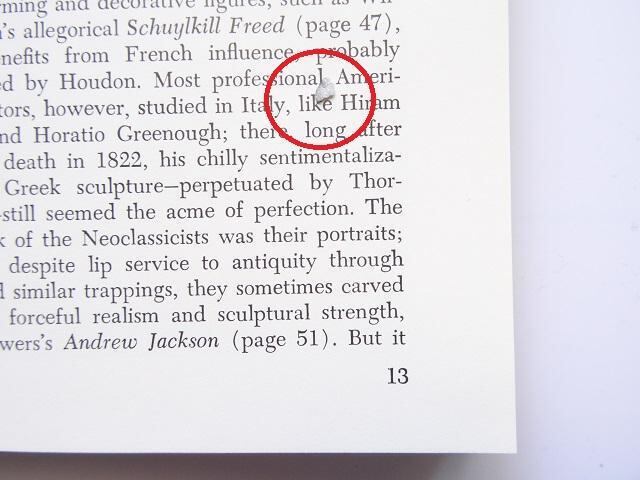 ming and decorative figures, such as Wil-
n's allegorical Schuylkill Freed (page 47),
nefits from French influence, probably
ed by Houdon. Most professional Ameri-
tors, however, studied in Italy, like Hiram
nd Horatio Greenough; there, long after
death in 1822, his chilly sentimentaliza-
Greek sculpture—perpetuated by Thor-
-still seemed the acme of perfection. The
k of the Neoclassicists was their portraits;
despite lip service to antiquity through
d similar trappings, they sometimes carved
forceful realism and sculptural strength,
wers's Andrew Jackson (page 51). But it
13